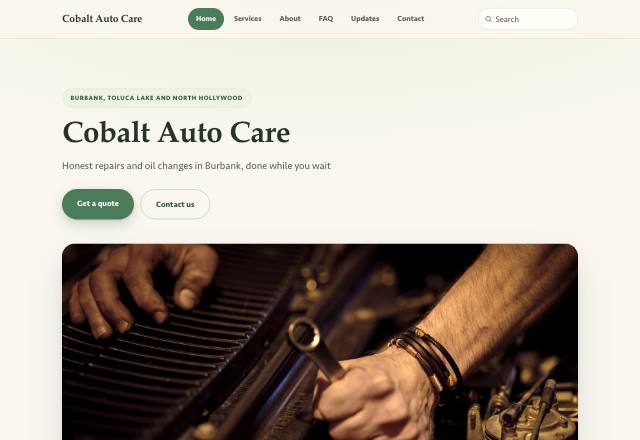 Cobalt Auto Care
Home Services About FAQ Updates Contact
Search
BURBANK, TOLUCA LAKE AND NORTH HOLLYWOOD
Cobalt Auto Care
Honest repairs and oil changes in Burbank, done while you wait
Get a quote
Contact us